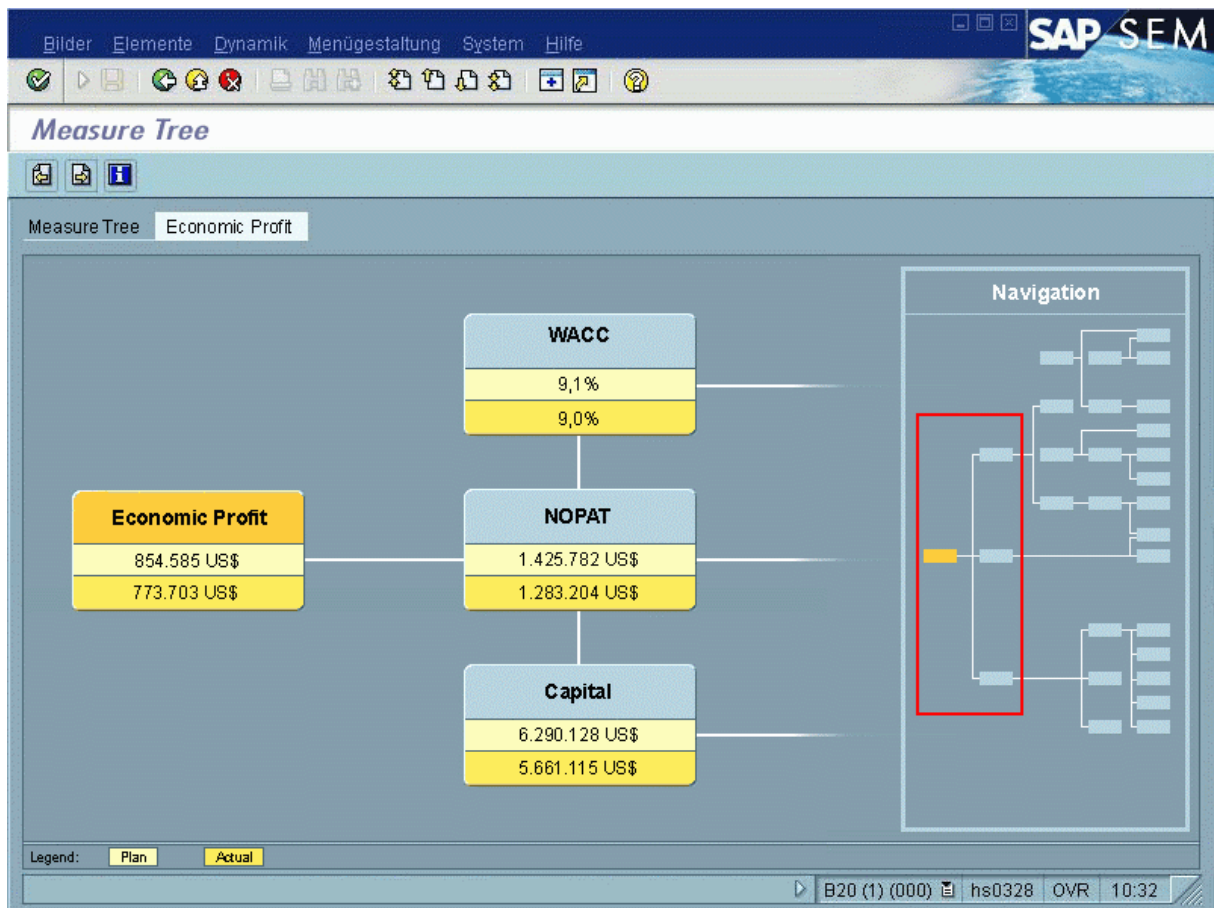 Bilder Elemente Dynamik Menügestaltung System Hilfe
SAP SEM
Measure Tree
Measure Tree Economic Profit
Navigation
WACC
9,1%
9,0%
Economic Profit
854.585 US$
773.703 US$
NOPAT
1.425.782 US$
1.283.204 US$
Capital
6.290.128 US$
5.661.115 US$
Legend: Plan Actual
B20 (1) (000) hs0328 OVR 10:32